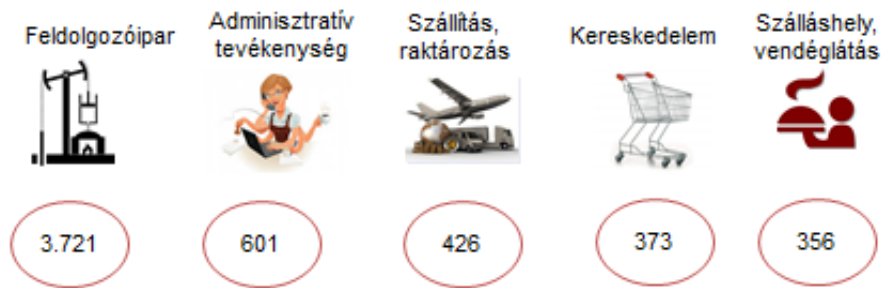 Feldolgozóipar
Adminisztratív
tevékenység
Szállítás,
raktározás
Kereskedelem
Szálláshely,
vendéglátás
3.721
601
426
373
356